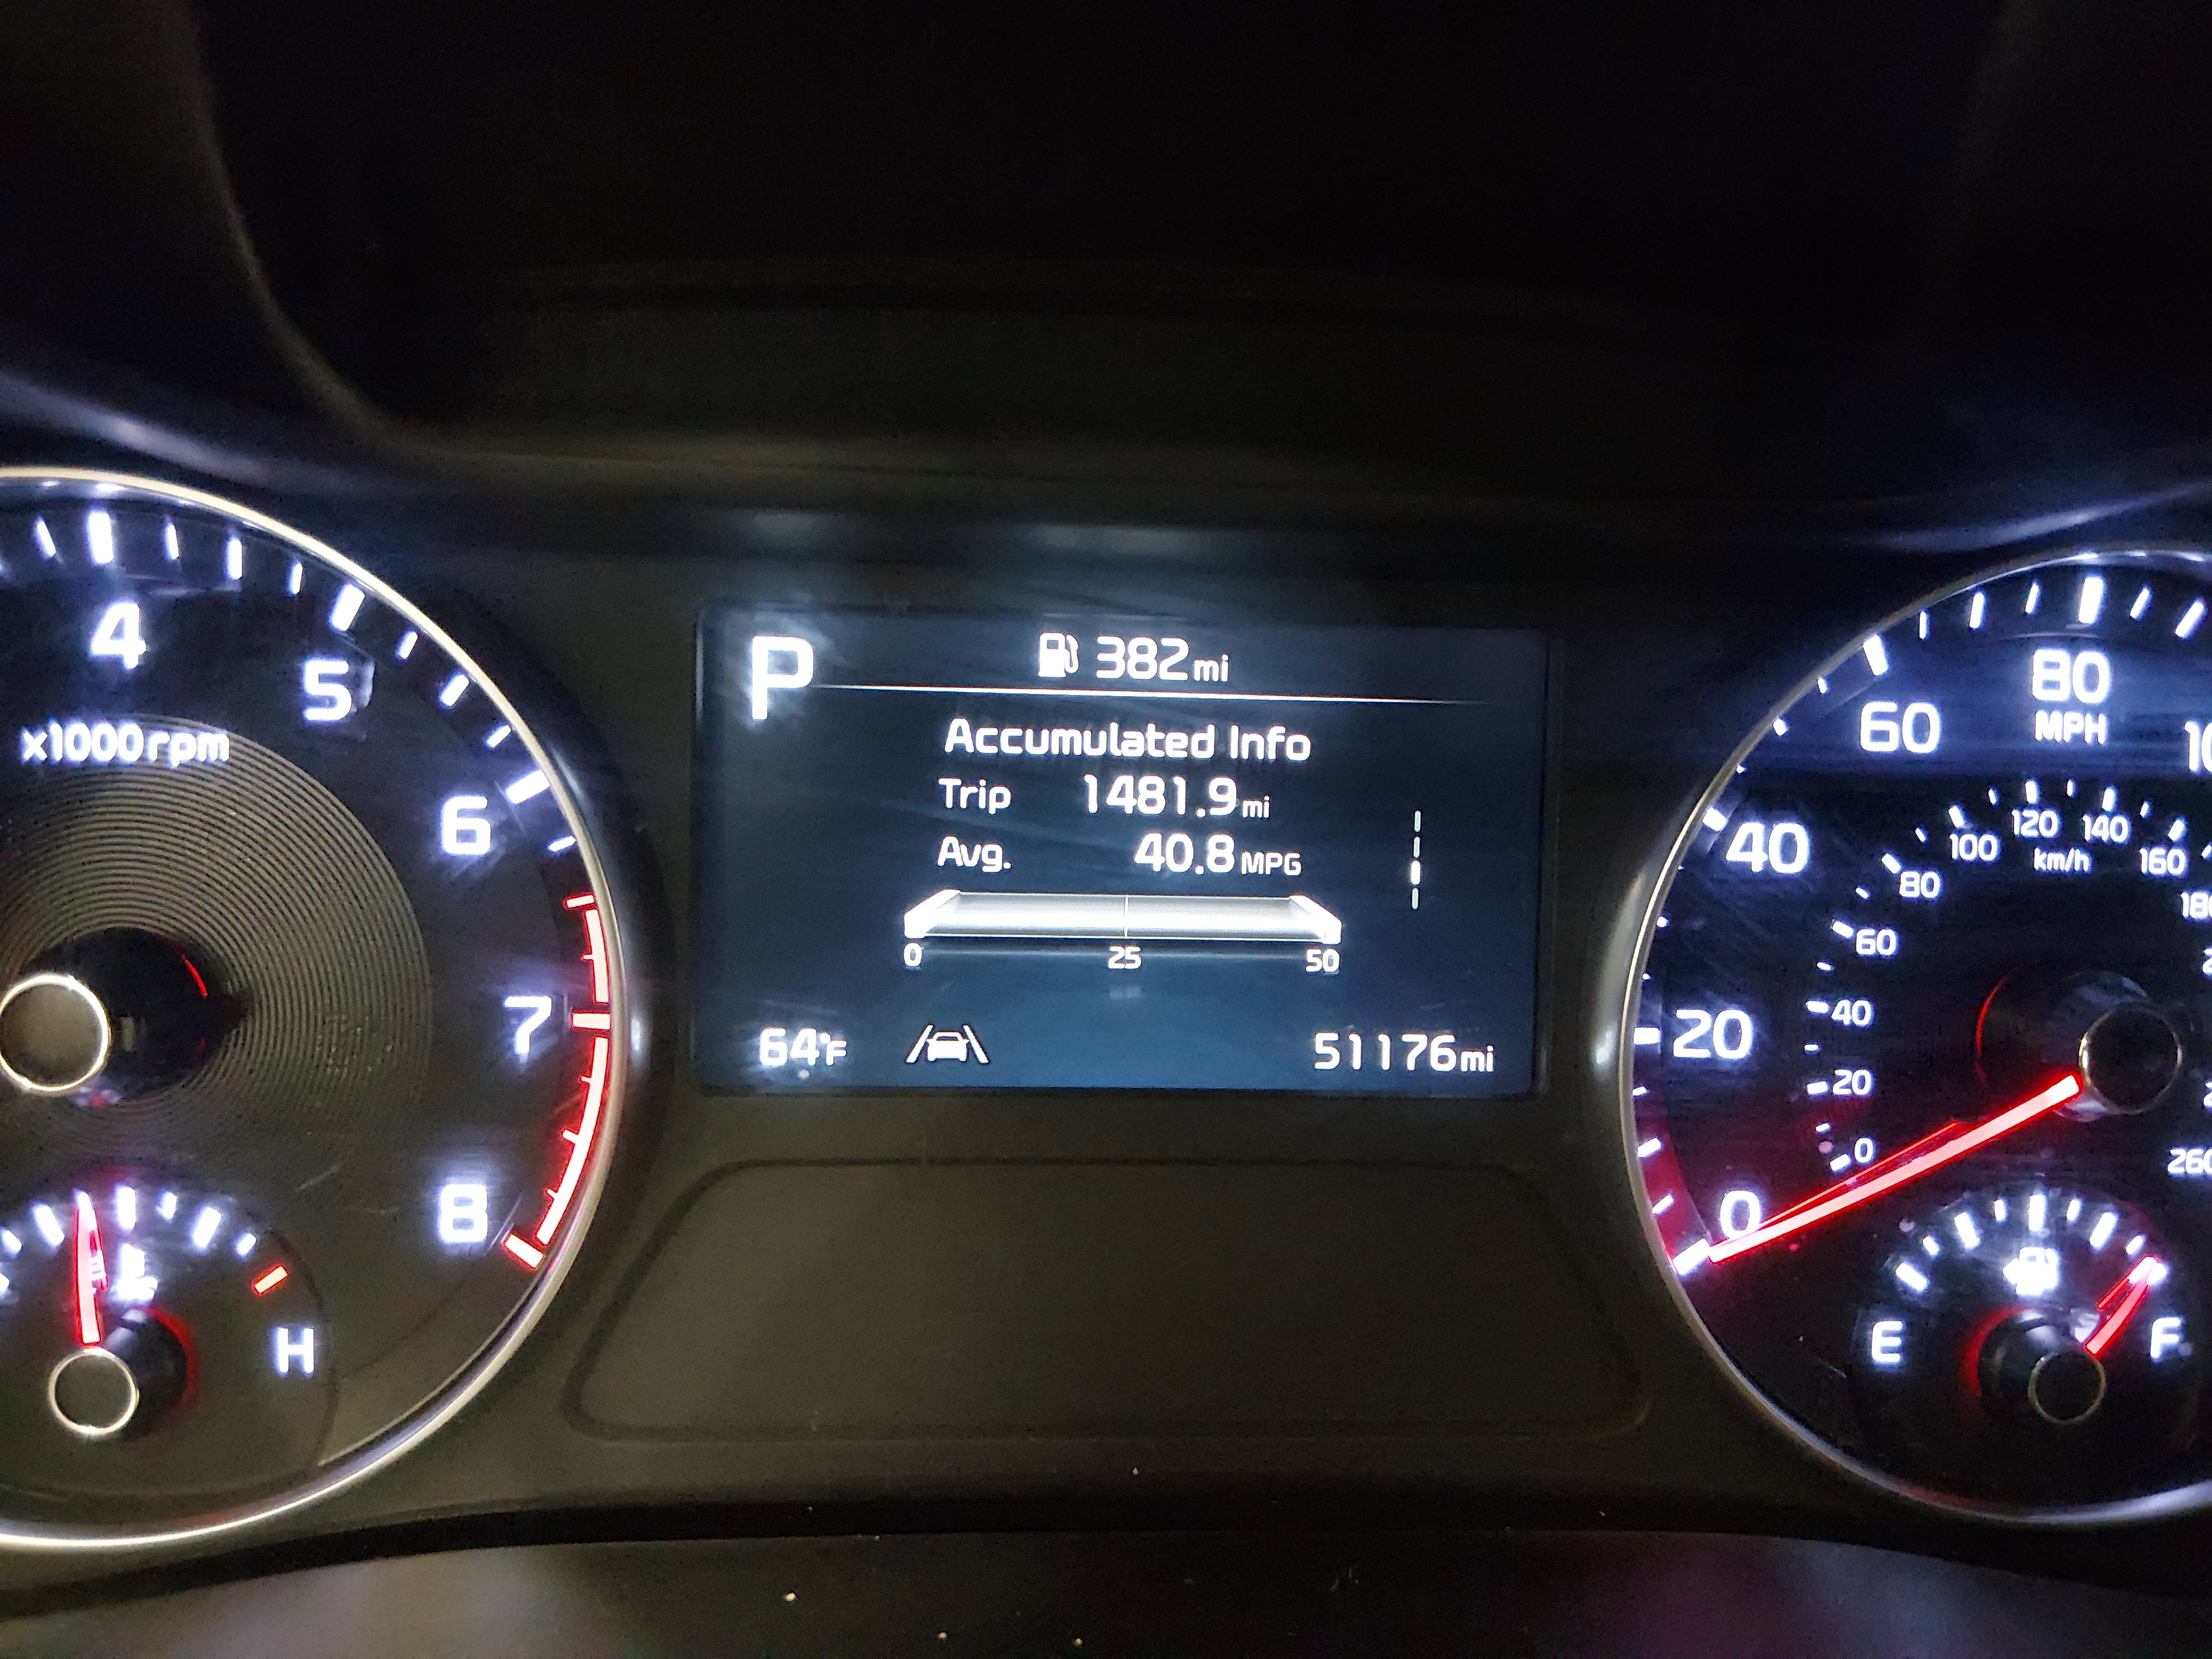 P
382mi
Accumulated Info
Trip 1481.9mi
Avg. 40.8MPG
0 25 50
64°F
51176mi
4
5
x1000rpm
6
7
8
H
80
MPH
60
40
20
0
120
140
100
km/h
160
80
60
40
20
0
260
E
F